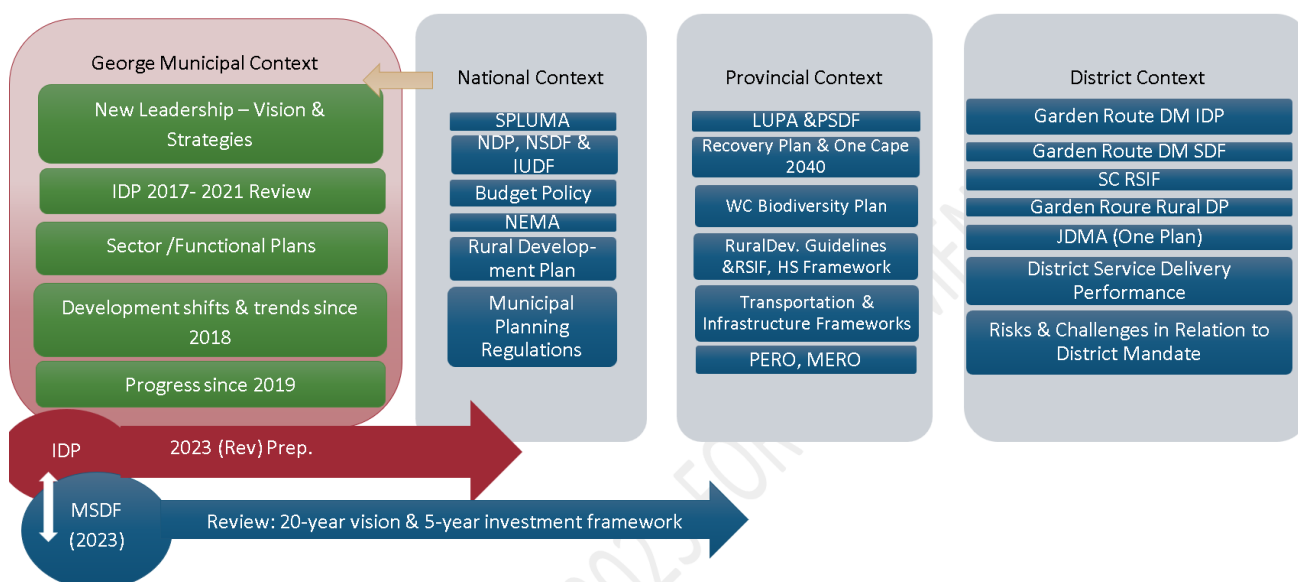 George Municipal Context
New Leadership – Vision &
Strategies
IDP 2017- 2021 Review
Sector /Functional Plans
Development shifts & trends since
2018
Progress since 2019
National Context
SPLUMA
NDP, NSDF &
IUDF
Budget Policy
NEMA
Rural Develop-
ment Plan
Municipal
Planning
Regulations
Provincial Context
LUPA &PSDF
Recovery Plan & One Cape
2040
WC Biodiversity Plan
RuralDev. Guidelines
&RSIF, HS Framework
Transportation &
Infrastructure Frameworks
PERO, MERO
District Context
Garden Route DM IDP
Garden Route DM SDF
SC RSIF
Garden Roure Rural DP
JDMA (One Plan)
District Service Delivery
Performance
Risks & Challenges in Relation to
District Mandate
IDP
2023 (Rev) Prep.
MSDF
(2023)
Review: 20-year vision & 5-year investment framework
2023 FOR